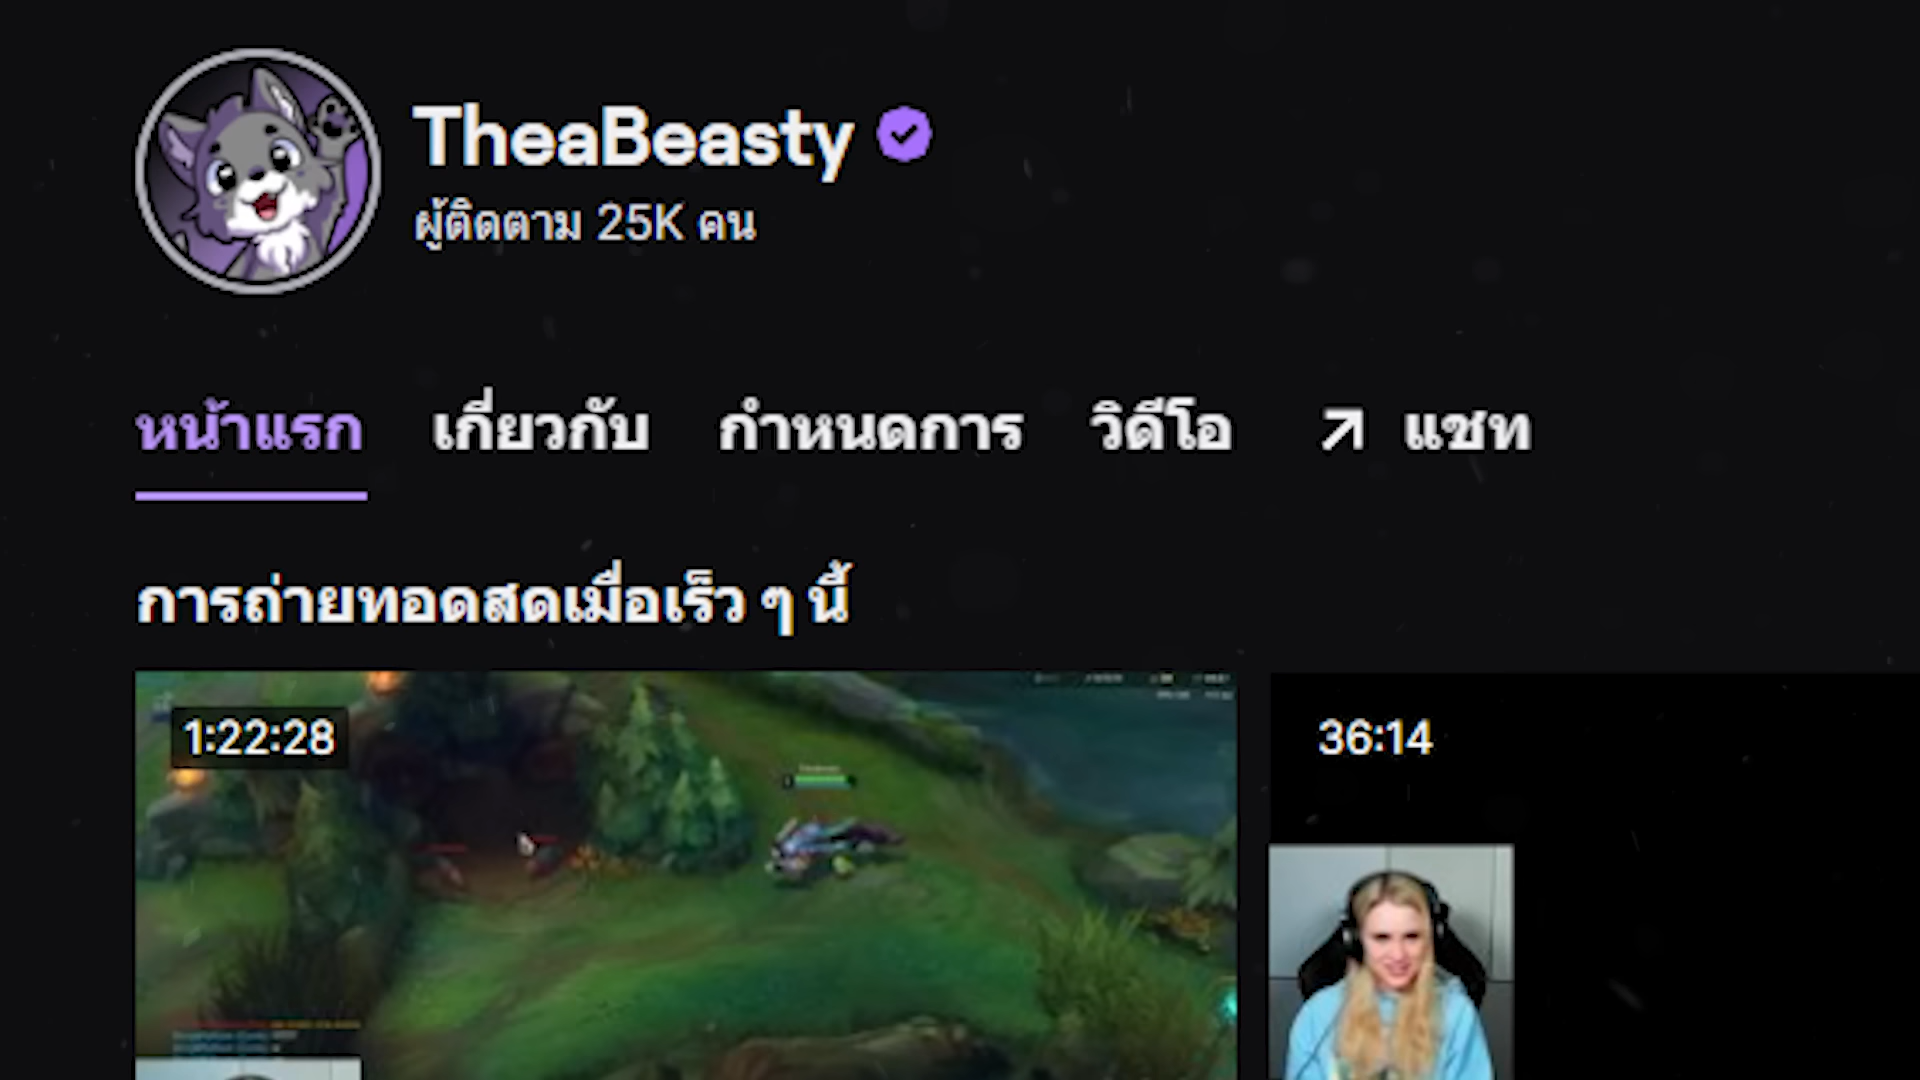 TheaBeasty
ผู้ติดตาม 25K คน
หน้าแรก เกี่ยวกับ กำหนดการ วิดีโอ แชท
การถ่ายทอดสดเมื่อเร็ว ๆ นี้
1:22:28 36:14